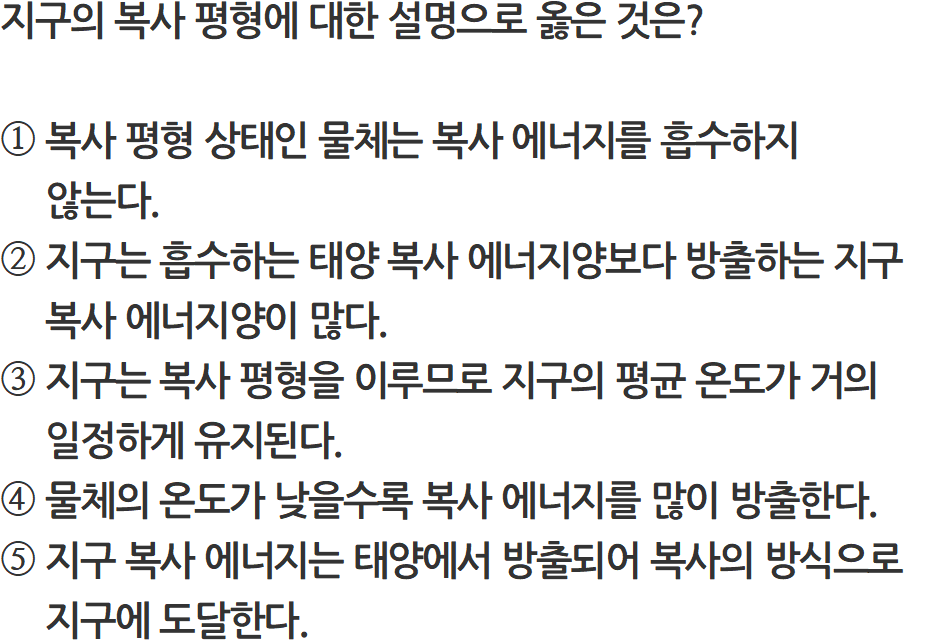 지구의 복사 평형에 대한 설명으로 옳은 것은?
① 복사 평형 상태인 물체는 복사 에너지를 흡수하지
않는다.
② 지구는 흡수하는 태양 복사 에너지양보다 방출하는 지구
복사 에너지양이 많다.
③ 지구는 복사 평형을 이루므로 지구의 평균 온도가 거의
일정하게 유지된다.
④ 물체의 온도가 낮을수록 복사 에너지를 많이 방출한다.
⑤ 지구 복사 에너지는 태양에서 방출되어 복사의 방식으로
지구에 도달한다.